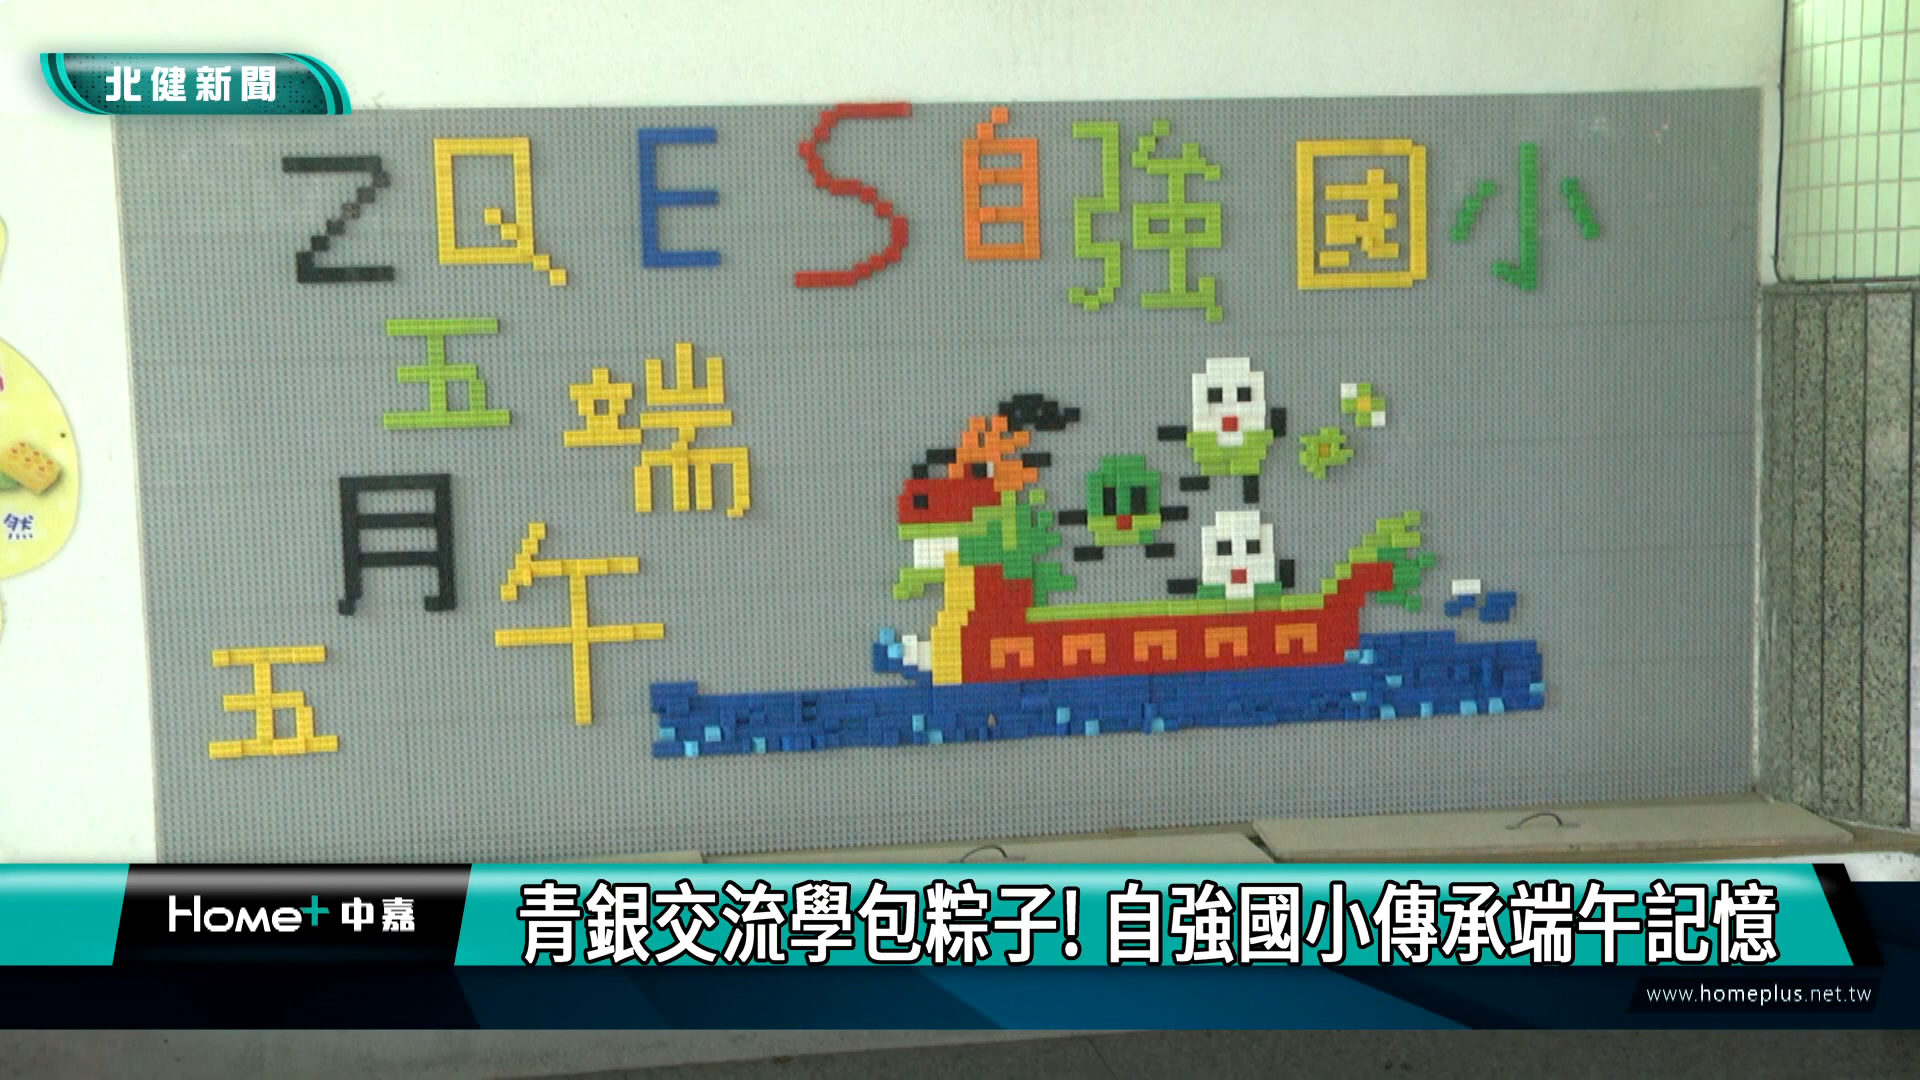 北健新聞
ZQES自強國小
五月五
端午
然
Home+中嘉
青銀交流學包粽子!自強國小傳承端午記憶
www.homeplus.net.tw